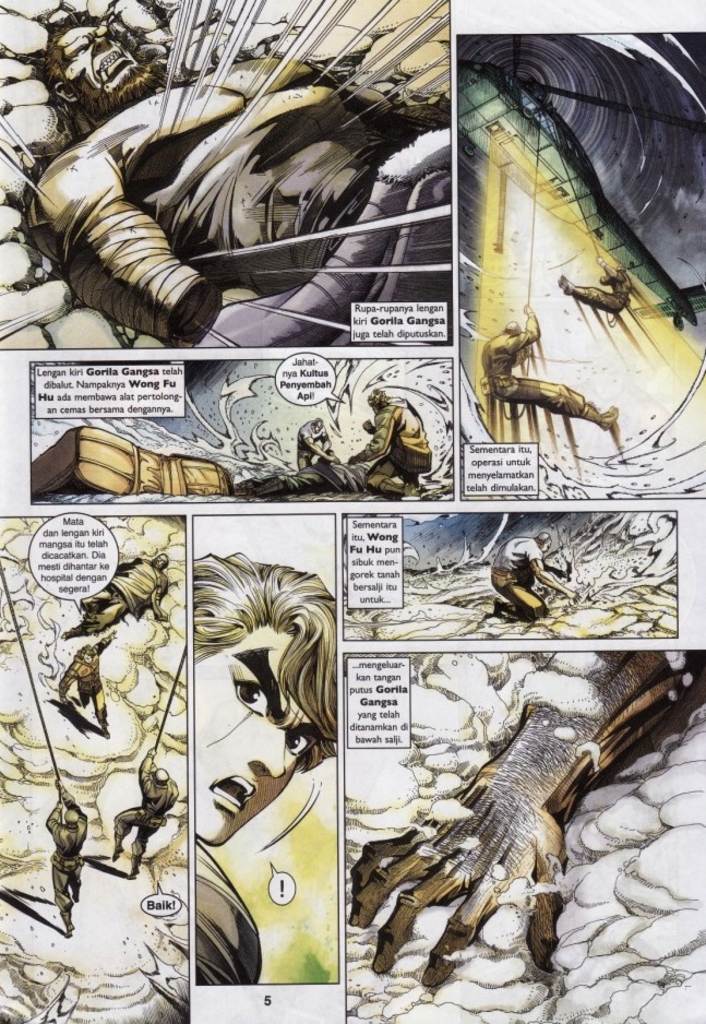 Rupa-rupanya lengan
kiri Gorila Gangsa
juga telah diputuskan.
Sementara itu,
operasi untuk
menyelamatkan
telah dimulakan.
Lengan kiri Gorila Gangsa telah
dibalut. Nampaknya Wong Fu
Hu ada membawa alat pertolong-
an cemas bersama dengannya.
Jahat-
nya Kultus
Penyembah
Api!
Mata
dan lengan kiri
mangsa itu telah
dicacatkan. Dia
mesti dihantar ke
hospital dengan
segera!
Baik!
!
Sementara
itu, Wong
Fu Hu pun
sibuk men-
gorek tanah
bersalji itu
untuk...
...mengeluar-
kan tangan
putus Gorila
Gangsa
yang telah
ditanamkan di
bawah salji.
5